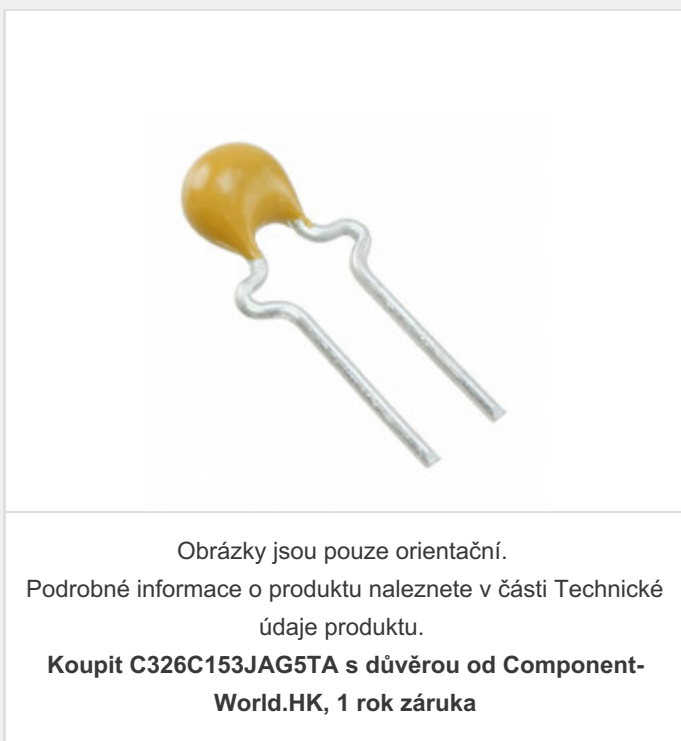 Obrázky jsou pouze orientační.
Podrobné informace o produktu naleznete v části Technické
údaje produktu.
Koupit C326C153JAG5TA s důvěrou od Component-
World.HK, 1 rok záruka